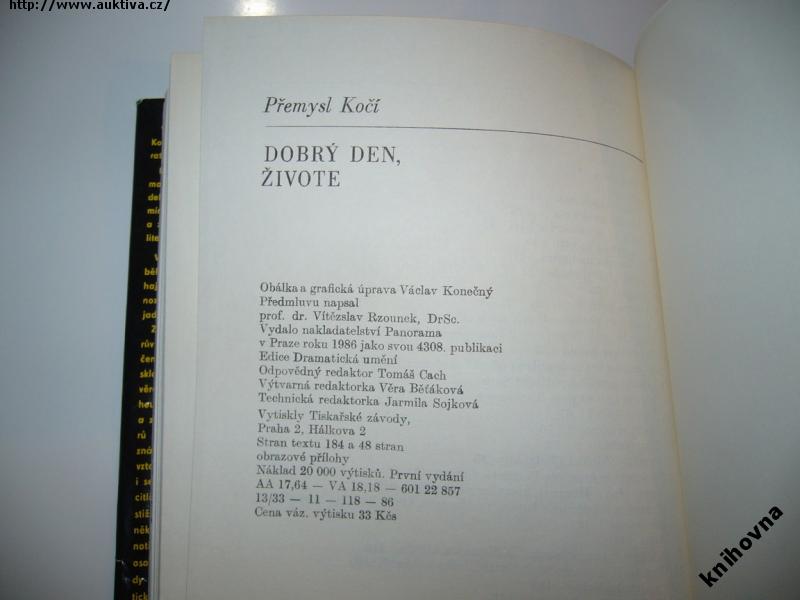 http://www.auktiva.cz/
Přemysl Kočí
DOBRÝ DEN,
ŽIVOTE
Obálka a grafická úprava Václav Konečný
Předmluvu napsal
prof. dr. Vítězslav Rzounek, DrSc.
Vydalo nakladatelství Panorama
v Praze roku 1986 jako svou 4308. publikaci
Edice Dramatická umění
Odpovědný redaktor Tomáš Cach
Výtvarná redaktorka Věra Běťáková
Technická redaktorka Jarmila Sojková
Vytiskly Tiskařské závody,
Praha 2, Hálkova 2
Stran textu 184 a 48 stran
obrazové přílohy
Náklad 20 000 výtisků. První vydání
AA 17,64 — VA 18,18 — 601 22 857
13/33 — 11 — 118 — 86
Cena váz. výtisku 33 Kčs
knihovna